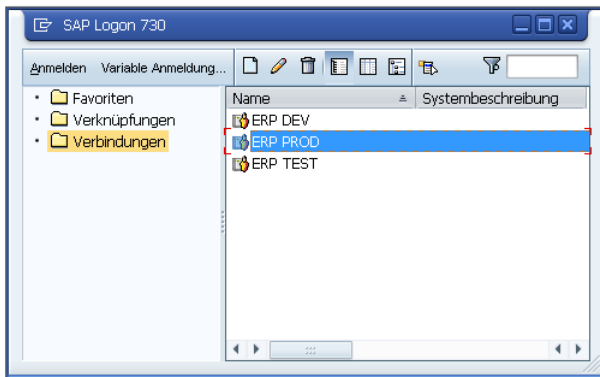 SAP Logon 730
Anmelden Variable Anmeldung...
Favoriten
Verknüpfungen
Verbindungen
Name Systembeschreibung
ERP DEV
ERP PROD
ERP TEST